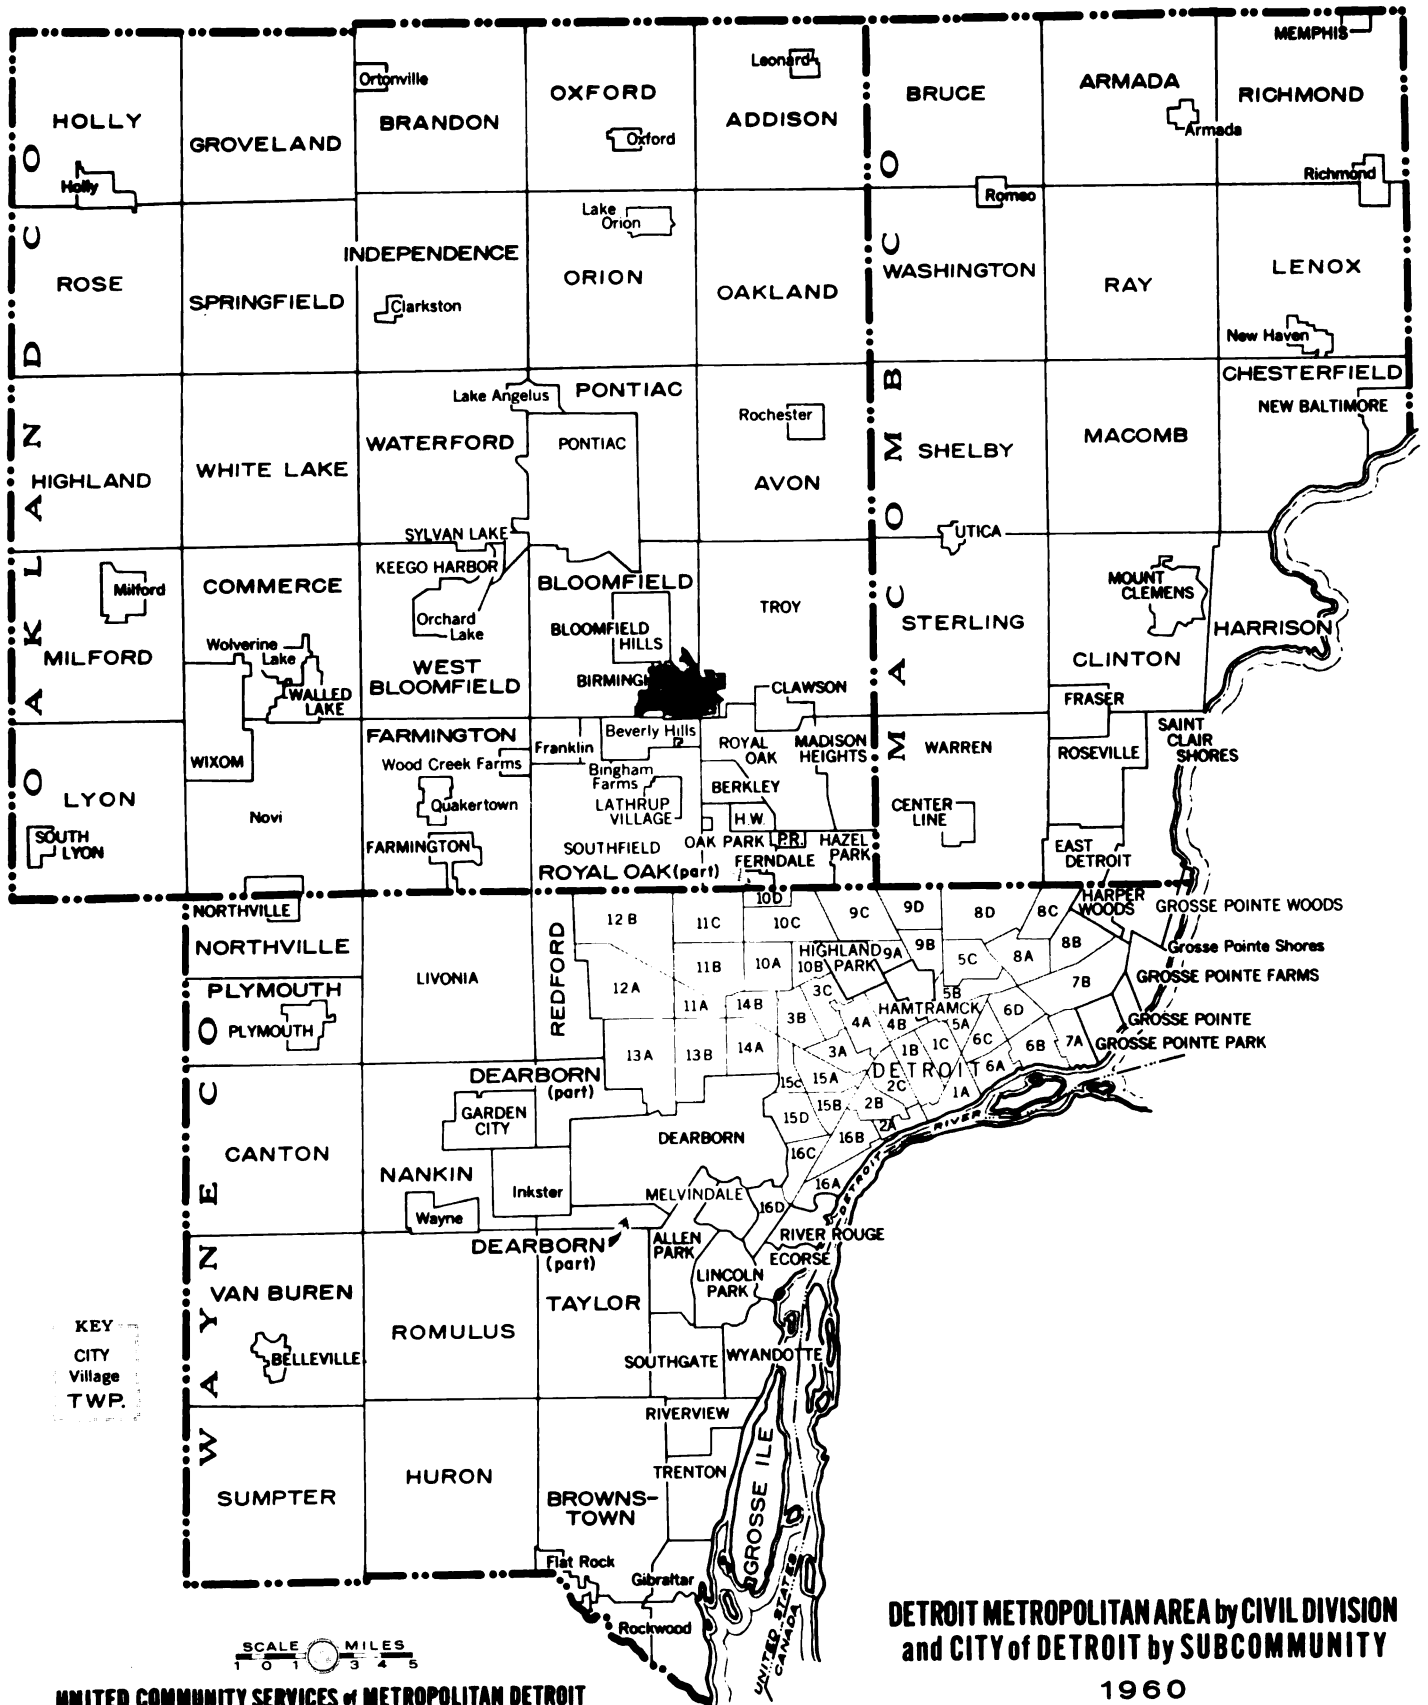 MEMPHIS
Leonard
Ortonville
OXFORD
BRUCE
ARMADA
RICHMOND
HOLLY
GROVELAND
BRANDON
ADDISON
Oxford
Armada
Holly
Richmond
Romeo
Lake
Orion
INDEPENDENCE
ROSE
SPRINGFIELD
ORION
OAKLAND
WASHINGTON
RAY
LENOX
Clarkston
New Haven
CHESTERFIELD
NEW BALTIMORE
Lake Angelus
PONTIAC
Rochester
WATERFORD
PONTIAC
HIGHLAND
WHITE LAKE
AVON
SHELBY
MACOMB
SYLVAN LAKE
UTICA
KEEGO HARBOR
Milford
COMMERCE
BLOOMFIELD
TROY
MOUNT
CLEMENS
Orchard
Lake
BLOOMFIELD
HILLS
STERLING
HARRISON
Wolverine
Lake
MILFORD
WEST
BLOOMFIELD
BIRMINGH
CLINTON
WALLED
LAKE
CLAWSON
FRASER
OAKLAND CO
MACOMB CO
FARMINGTON
Franklin
Beverly Hills
ROYAL
OAK
MADISON
HEIGHTS
WARREN
ROSEVILLE
SAINT
CLAIR
SHORES
WIXOM
Wood Creek Farms
Bingham
Farms
BERKLEY
LYON
Novi
Quakertown
LATHRUP
VILLAGE
H.W.
CENTER
LINE
SOUTH
LYON
FARMINGTON
SOUTHFIELD
OAK PARK
P.R.
HAZEL
PARK
FERNDALE
EAST
DETROIT
ROYAL OAK (part)
NORTHVILLE
NORTHVILLE
REDFORD
12 B
11C
10D
10C
9C
9D
8D
8C
HARPER
WOODS
GROSSE POINTE WOODS
LIVONIA
11B
10A
10B
HIGHLAND
PARK
9A
9B
5C
8A
8B
Grosse Pointe Shores
PLYMOUTH
PLYMOUTH
12A
11A
14B
3C
3B
HAMTRAMCK
5B
6D
7B
GROSSE POINTE FARMS
4A
4B
5A
GROSSE POINTE
13A
13B
14A
3A
1B
1C
6C
6B
7A
GROSSE POINTE PARK
DETROIT
DEARBORN
(part)
15C
15A
2C
6A
1A
GARDEN
CITY
15B
2B
15D
2A
DETROIT RIVER
CANTON
DEARBORN
16B
16C
NANKIN
Inkster
MELVINDALE
16A
16D
Wayne
WAYNE CO
DEARBORN
(part)
ALLEN
PARK
RIVER ROUGE
ECORSE
LINCOLN
PARK
VAN BUREN
TAYLOR
ROMULUS
BELLEVILLE
SOUTHGATE
WYANDOTTE
KEY
CITY
Village
TWP.
RIVERVIEW
SUMPTER
HURON
TRENTON
BROWNS-
TOWN
GROSSE ILE
Flat Rock
Gibraltar
Rockwood
UNITED STATES
CANADA
SCALE MILES
1 0 1 3 4 5
UNITED COMMUNITY SERVICES of METROPOLITAN DETROIT
DETROIT METROPOLITAN AREA by CIVIL DIVISION
and CITY of DETROIT by SUBCOMMUNITY
1960